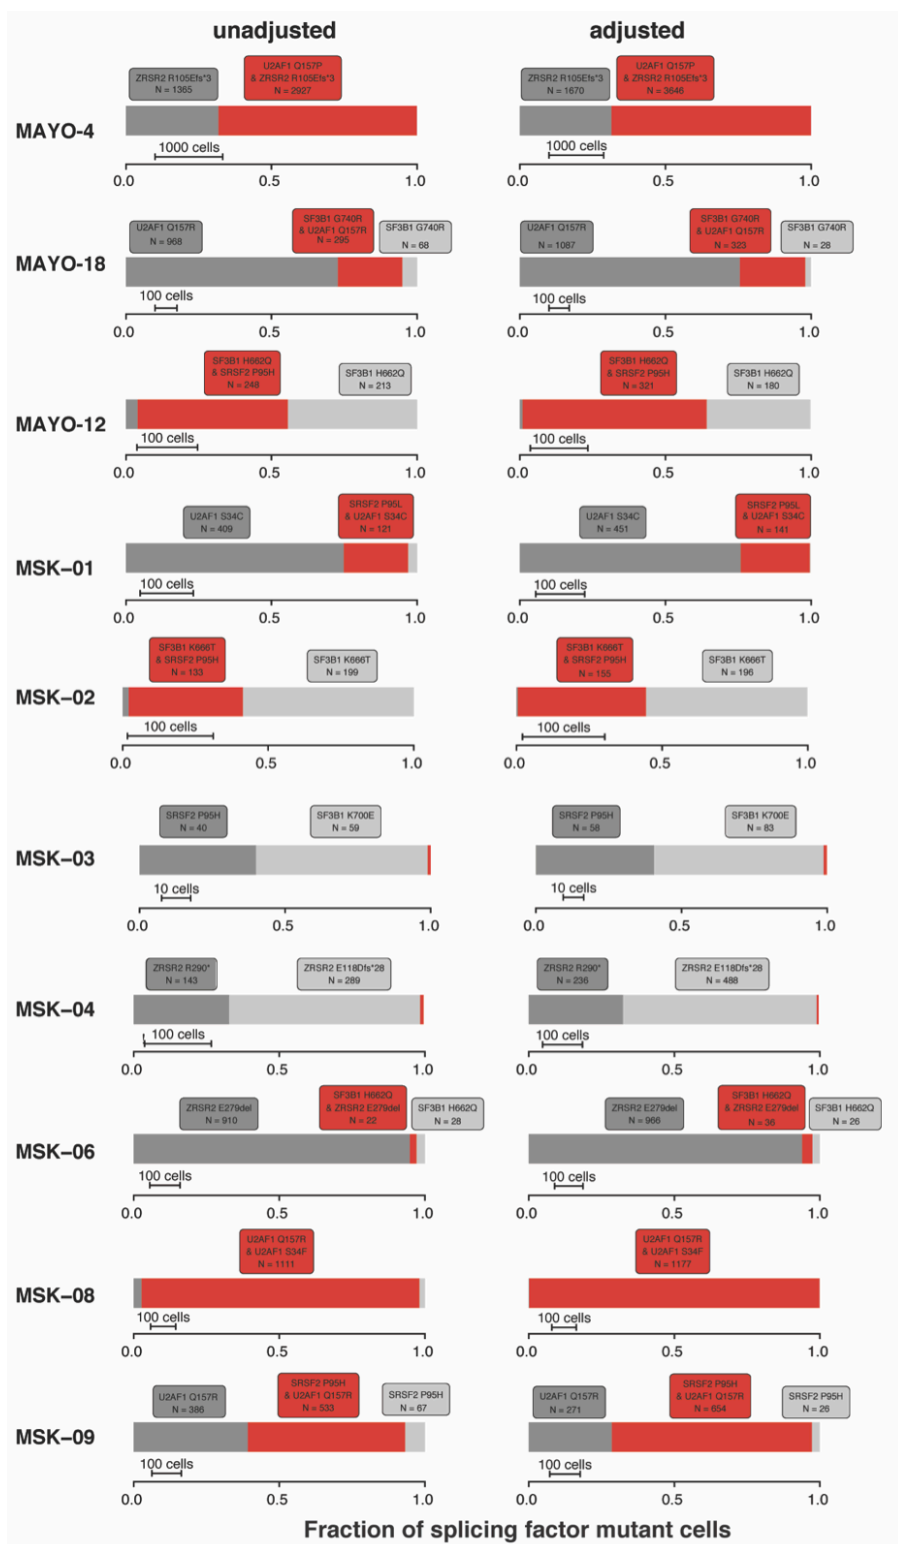 unadjusted adjusted
ZRSR2 R105Efs*3
N = 1365
U2AF1 Q157P
& ZRSR2 R105Efs*3
N = 2927
ZRSR2 R105Efs*3
N = 1670
U2AF1 Q157P
& ZRSR2 R105Efs*3
N = 3646
MAYO-4
1000 cells
1000 cells
0.0 0.5 1.0
0.0 0.5 1.0
U2AF1 Q157R
N = 968
SF3B1 G740R
& U2AF1 Q157R
N = 295
SF3B1 G740R
N = 68
U2AF1 Q157R
N = 1087
SF3B1 G740R
& U2AF1 Q157R
N = 323
SF3B1 G740R
N = 28
MAYO-18
100 cells
100 cells
0.0 0.5 1.0
0.0 0.5 1.0
SF3B1 H662Q
& SRSF2 P95H
N = 248
SF3B1 H662Q
N = 213
SF3B1 H662Q
& SRSF2 P95H
N = 321
SF3B1 H662Q
N = 180
MAYO-12
100 cells
100 cells
0.0 0.5 1.0
0.0 0.5 1.0
U2AF1 S34C
N = 409
SRSF2 P95L
& U2AF1 S34C
N = 121
U2AF1 S34C
N = 451
SRSF2 P95L
& U2AF1 S34C
N = 141
MSK–01
100 cells
100 cells
0.0 0.5 1.0
0.0 0.5 1.0
SF3B1 K666T
& SRSF2 P95H
N = 133
SF3B1 K666T
N = 199
SF3B1 K666T
& SRSF2 P95H
N = 155
SF3B1 K666T
N = 196
MSK–02
100 cells
100 cells
0.0 0.5 1.0
0.0 0.5 1.0
SRSF2 P95H
N = 40
SF3B1 K700E
N = 59
SRSF2 P95H
N = 58
SF3B1 K700E
N = 83
MSK–03
10 cells
10 cells
0.0 0.5 1.0
0.0 0.5 1.0
ZRSR2 R290*
N = 143
ZRSR2 E118Dfs*28
N = 289
ZRSR2 R290*
N = 236
ZRSR2 E118Dfs*28
N = 488
MSK–04
100 cells
100 cells
0.0 0.5 1.0
0.0 0.5 1.0
ZRSR2 E279del
N = 910
SF3B1 H662Q
& ZRSR2 E279del
N = 22
SF3B1 H662Q
N = 28
ZRSR2 E279del
N = 966
SF3B1 H662Q
& ZRSR2 E279del
N = 36
SF3B1 H662Q
N = 26
MSK–06
100 cells
100 cells
0.0 0.5 1.0
0.0 0.5 1.0
U2AF1 Q157R
& U2AF1 S34F
N = 1111
U2AF1 Q157R
& U2AF1 S34F
N = 1177
MSK–08
100 cells
100 cells
0.0 0.5 1.0
0.0 0.5 1.0
U2AF1 Q157R
N = 386
SRSF2 P95H
& U2AF1 Q157R
N = 533
SRSF2 P95H
N = 67
U2AF1 Q157R
N = 271
SRSF2 P95H
& U2AF1 Q157R
N = 654
SRSF2 P95H
N = 26
MSK–09
100 cells
100 cells
0.0 0.5 1.0
0.0 0.5 1.0
Fraction of splicing factor mutant cells